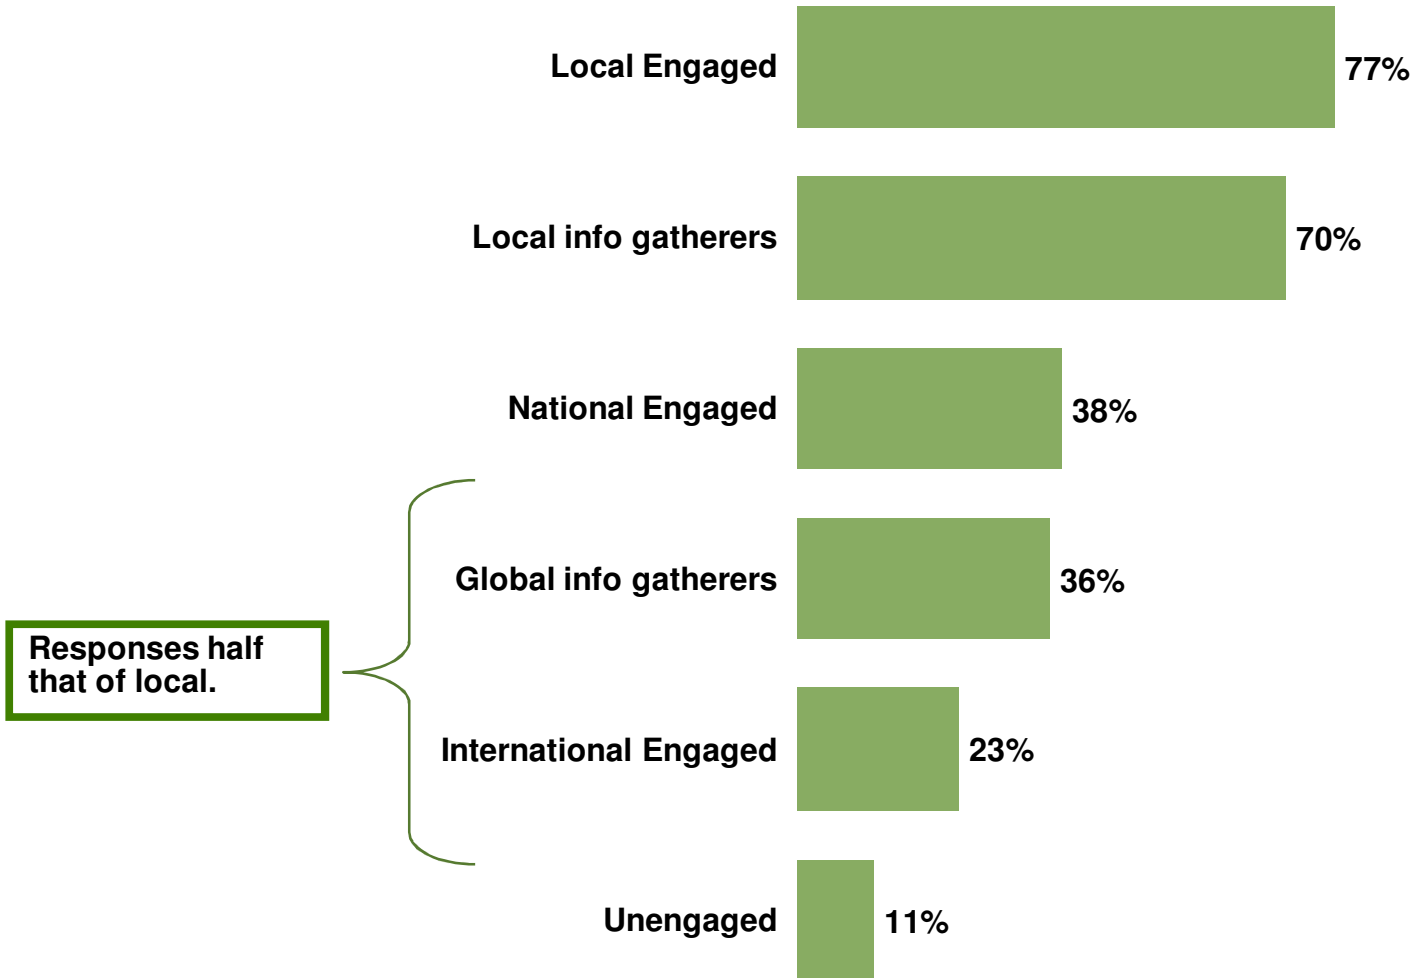 Local Engaged 77%
Local info gatherers 70%
National Engaged 38%
Global info gatherers 36%
Responses half
that of local.
International Engaged 23%
Unengaged 11%